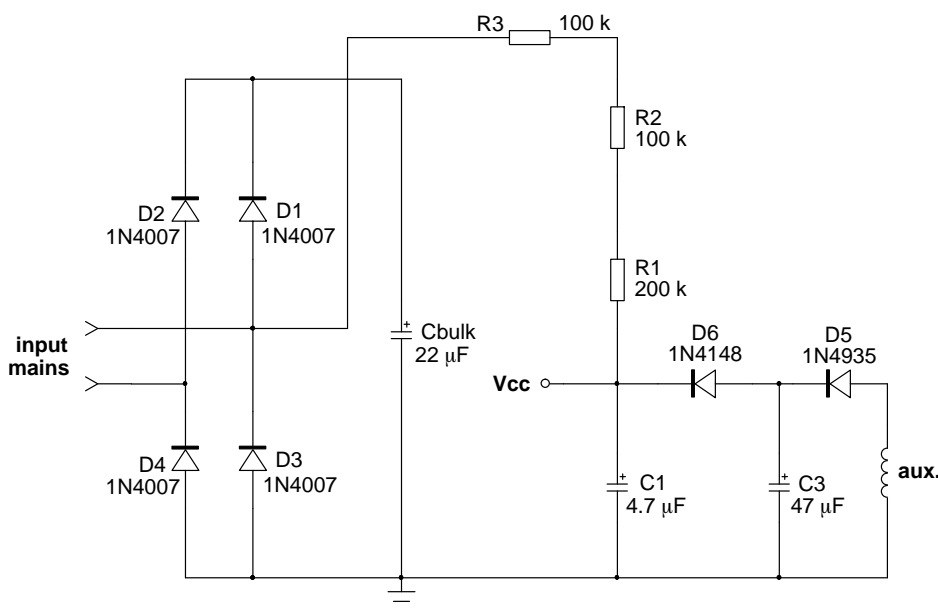 R3
100 k
R2
100 k
D2
1N4007
D1
1N4007
R1
200 k
input
mains
Cbulk
22 µF
+
Vcc
D6
1N4148
D5
1N4935
D4
1N4007
D3
1N4007
C1
4.7 µF
+
C3
47 µF
+
aux.